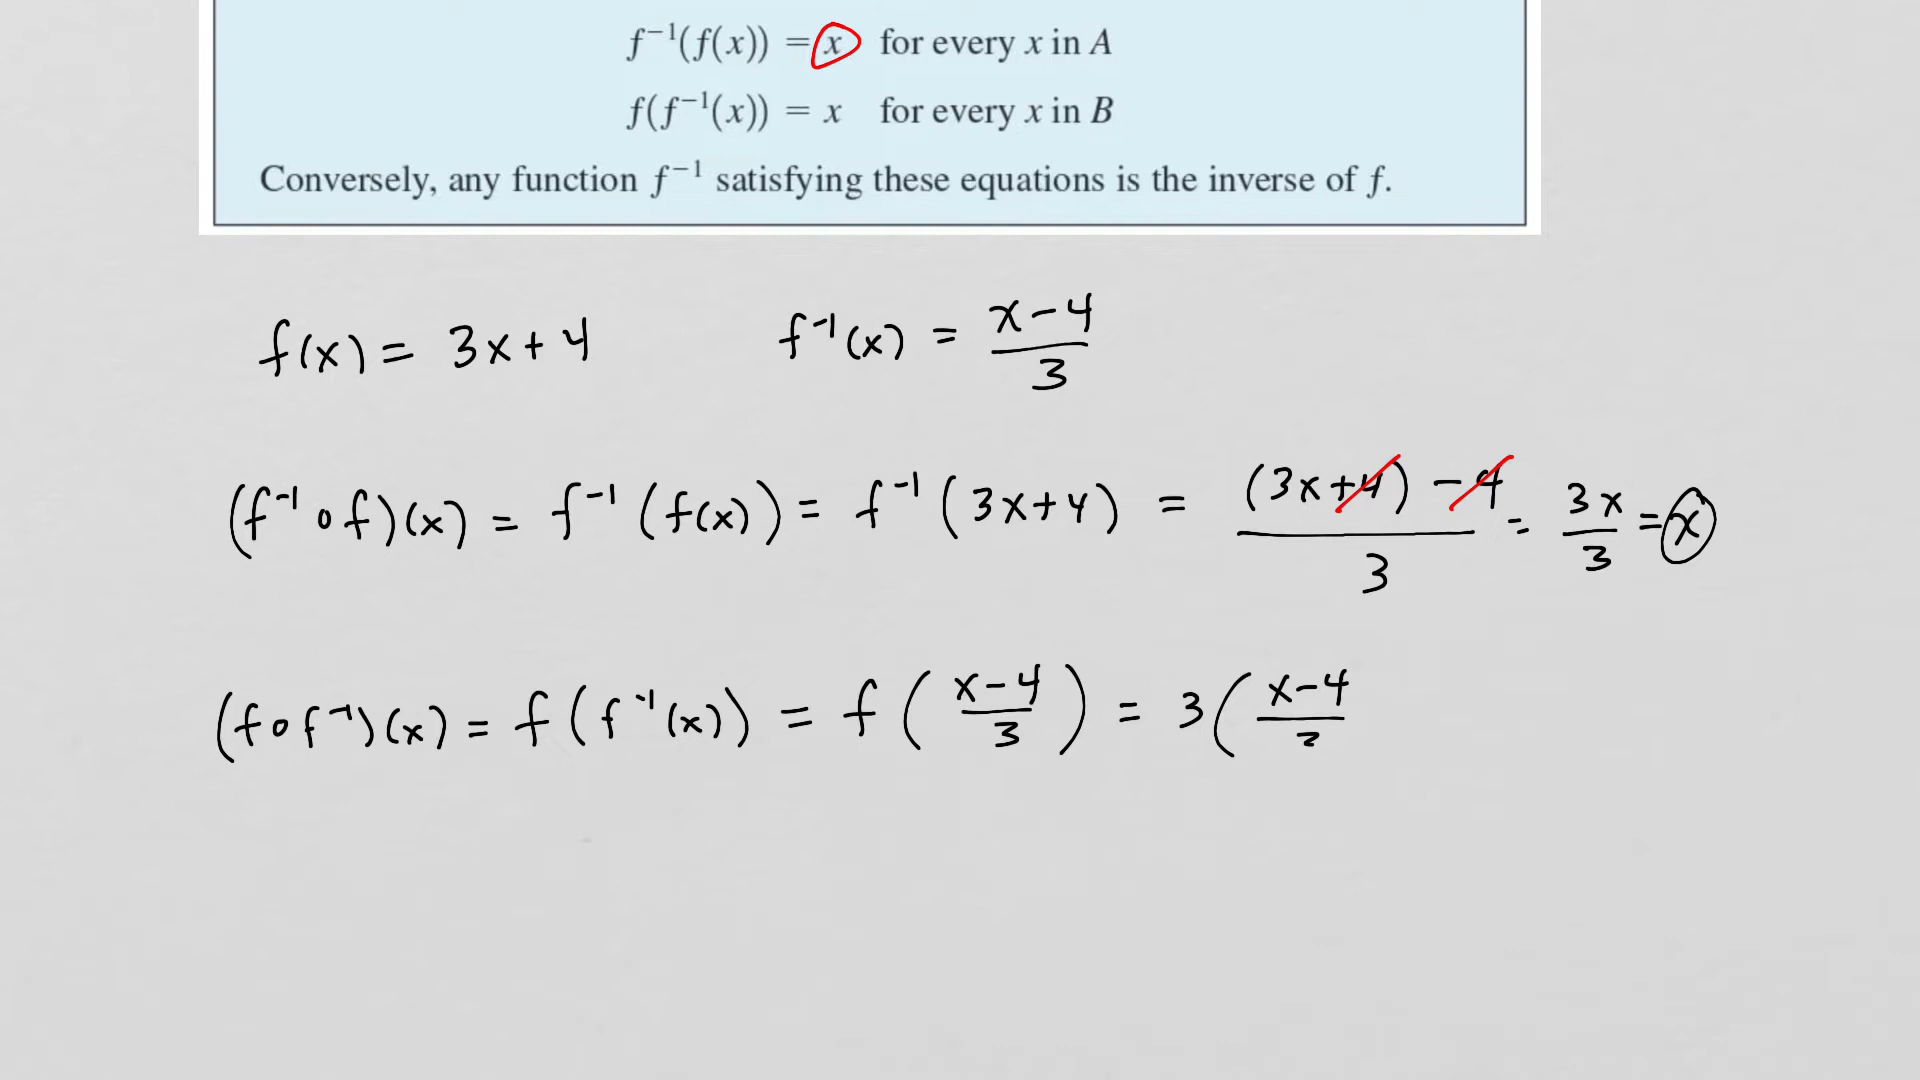 f⁻¹(f(x)) = x for every x in A
f(f⁻¹(x)) = x for every x in B
Conversely, any function f⁻¹ satisfying these equations is the inverse of f.
f(x) = 3x+4 f⁻¹(x) = (x-4)/3
(f⁻¹ ∘ f)(x) = f⁻¹(f(x)) = f⁻¹(3x+4) = ((3x+4)-4)/3 = 3x/3 = x
(f∘f⁻¹)(x) = f(f⁻¹(x)) = f((x-4)/3) = 3(x-4